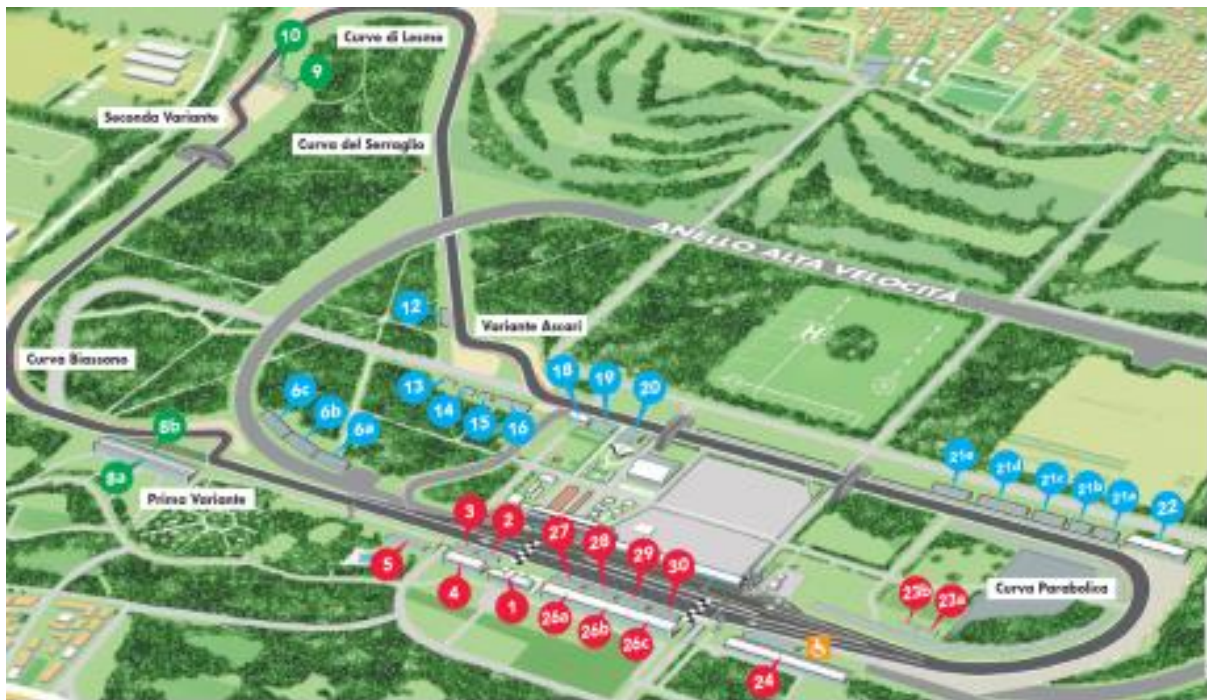 10
Curva di Lesmo
9
Seconda Variante
Curva del Serraglio
ANELLO ALTA VELOCITÀ
12
Variante Ascari
Curva Biassono
18
19
20
13
14
15
16
6c
6b
6a
8b
8a
Prima Variante
21e
21d
21c
21b
21a
22
3
2
27
28
29
30
5
4
1
26a
26b
26c
23b
23a
Curva Parabolica
24